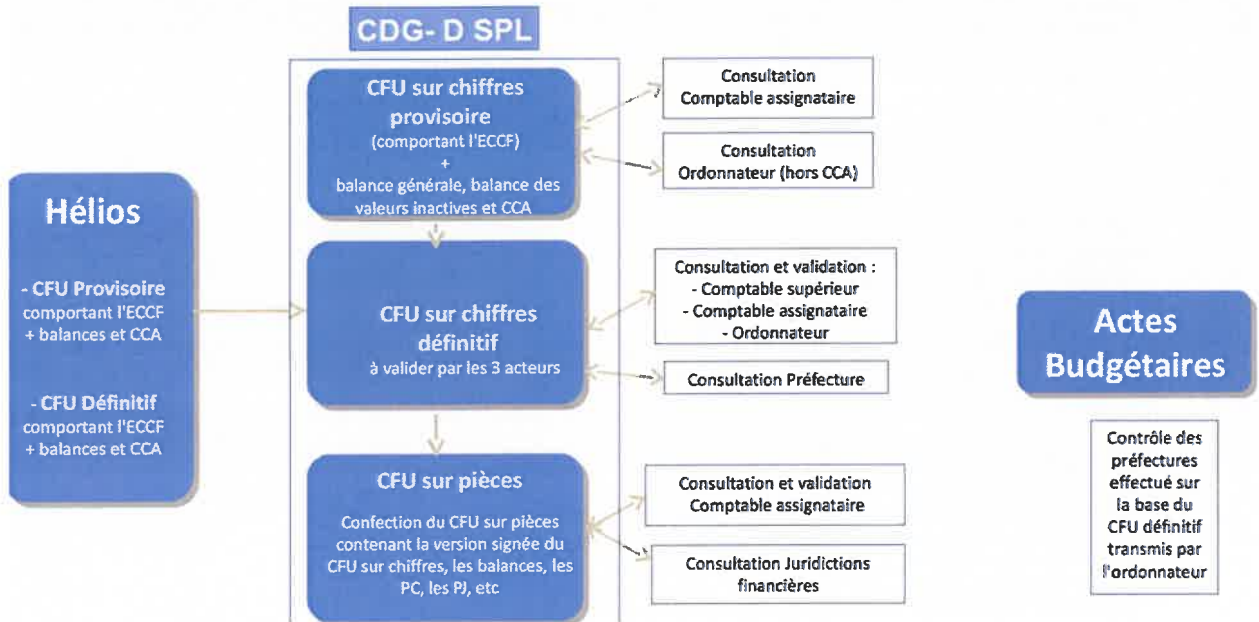 CDG- D SPL
Hélios
- CFU Provisoire
comportant l'ECCF
+ balances et CCA
- CFU Définitif
comportant l'ECCF
+ balances et CCA
CFU sur chiffres
provisoire
(comportant l'ECCF)
+
balance générale, balance des
valeurs inactives et CCA
Consultation
Comptable assignataire
Consultation
Ordonnateur (hors CCA)
CFU sur chiffres
définitif
à valider par les 3 acteurs
Consultation et validation :
- Comptable supérieur
- Comptable assignataire
- Ordonnateur
Consultation Préfecture
CFU sur pièces
Confection du CFU sur pièces
contenant la version signée du
CFU sur chiffres, les balances, les
PC, les PJ, etc
Consultation et validation
Comptable assignataire
Consultation Juridictions
financières
Actes
Budgétaires
Contrôle des
préfectures
effectué sur
la base du
CFU définitif
transmis par
l'ordonnateur